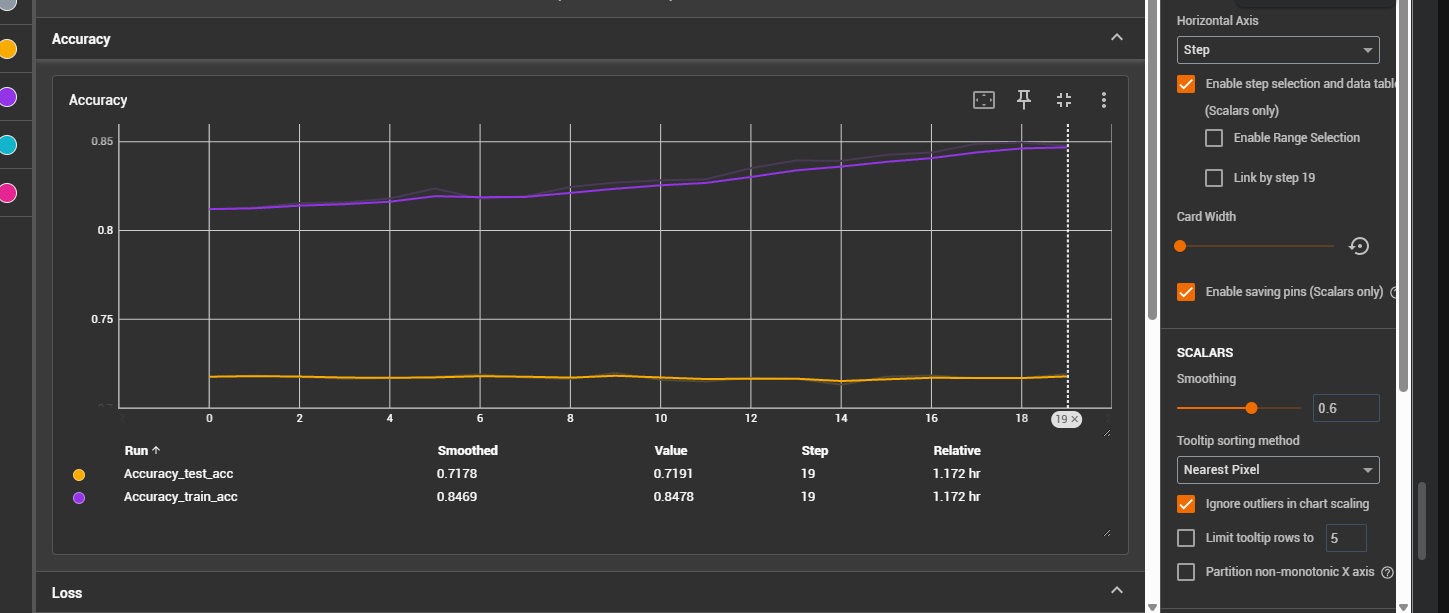 Accuracy
Accuracy
0.85
0.8
0.75
0 2 4 6 8 10 12 14 16 18 19 ×
Run ↑ Smoothed Value Step Relative
Accuracy_test_acc 0.7178 0.7191 19 1.172 hr
Accuracy_train_acc 0.8469 0.8478 19 1.172 hr
Loss
Horizontal Axis
Step
Enable step selection and data table
(Scalars only)
Enable Range Selection
Link by step 19
Card Width
Enable saving pins (Scalars only)
SCALARS
Smoothing
0.6
Tooltip sorting method
Nearest Pixel
Ignore outliers in chart scaling
Limit tooltip rows to 5
Partition non-monotonic X axis ?